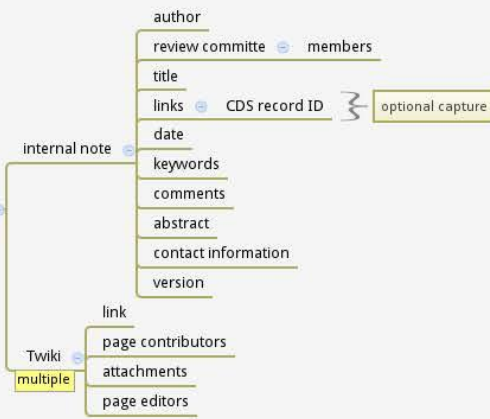 author
review committe
members
title
links
CDS record ID
optional capture
date
internal note
keywords
comments
abstract
contact information
version
link
page contributors
Twiki
multiple
attachments
page editors